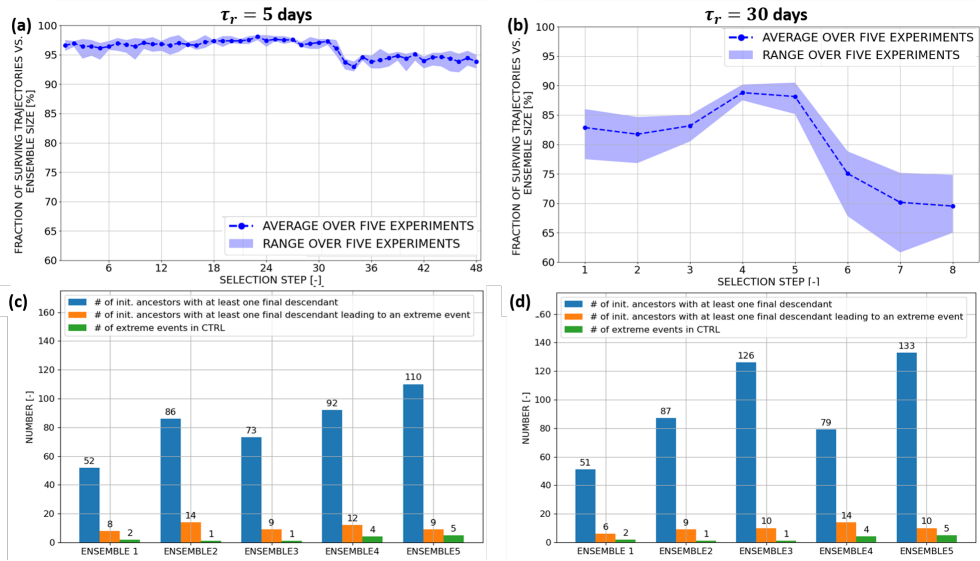 (a)
τr = 5 days
FRACTION OF SURVING TRAJECTORIES VS.
ENSEMBLE SIZE [%]
100
95
90
85
80
75
70
65
60
AVERAGE OVER FIVE EXPERIMENTS
RANGE OVER FIVE EXPERIMENTS
6 12 18 24 30 36 42 48
SELECTION STEP [-]
(b)
τr = 30 days
FRACTION OF SURVING TRAJECTORIES VS.
ENSEMBLE SIZE [%]
100
95
90
85
80
75
70
65
60
AVERAGE OVER FIVE EXPERIMENTS
RANGE OVER FIVE EXPERIMENTS
1 2 3 4 5 6 7 8
SELECTION STEP [-]
(c)
# of init. ancestors with at least one final descendant
# of init. ancestors with at least one final descendant leading to an extreme event
# of extreme events in CTRL
NUMBER [-]
160
140
120
100
80
60
40
20
0
52 8 2
86 14 1
73 9 1
92 12 4
110 9 5
ENSEMBLE 1 ENSEMBLE2 ENSEMBLE3 ENSEMBLE4 ENSEMBLE5
(d)
# of init. ancestors with at least one final descendant
# of init. ancestors with at least one final descendant leading to an extreme event
# of extreme events in CTRL
NUMBER [-]
.60
140
120
100
80
60
40
20
0
51 6 2
87 9 1
126 10 1
79 14 4
133 10 5
ENSEMBLE 1 ENSEMBLE2 ENSEMBLE3 ENSEMBLE4 ENSEMBLE5